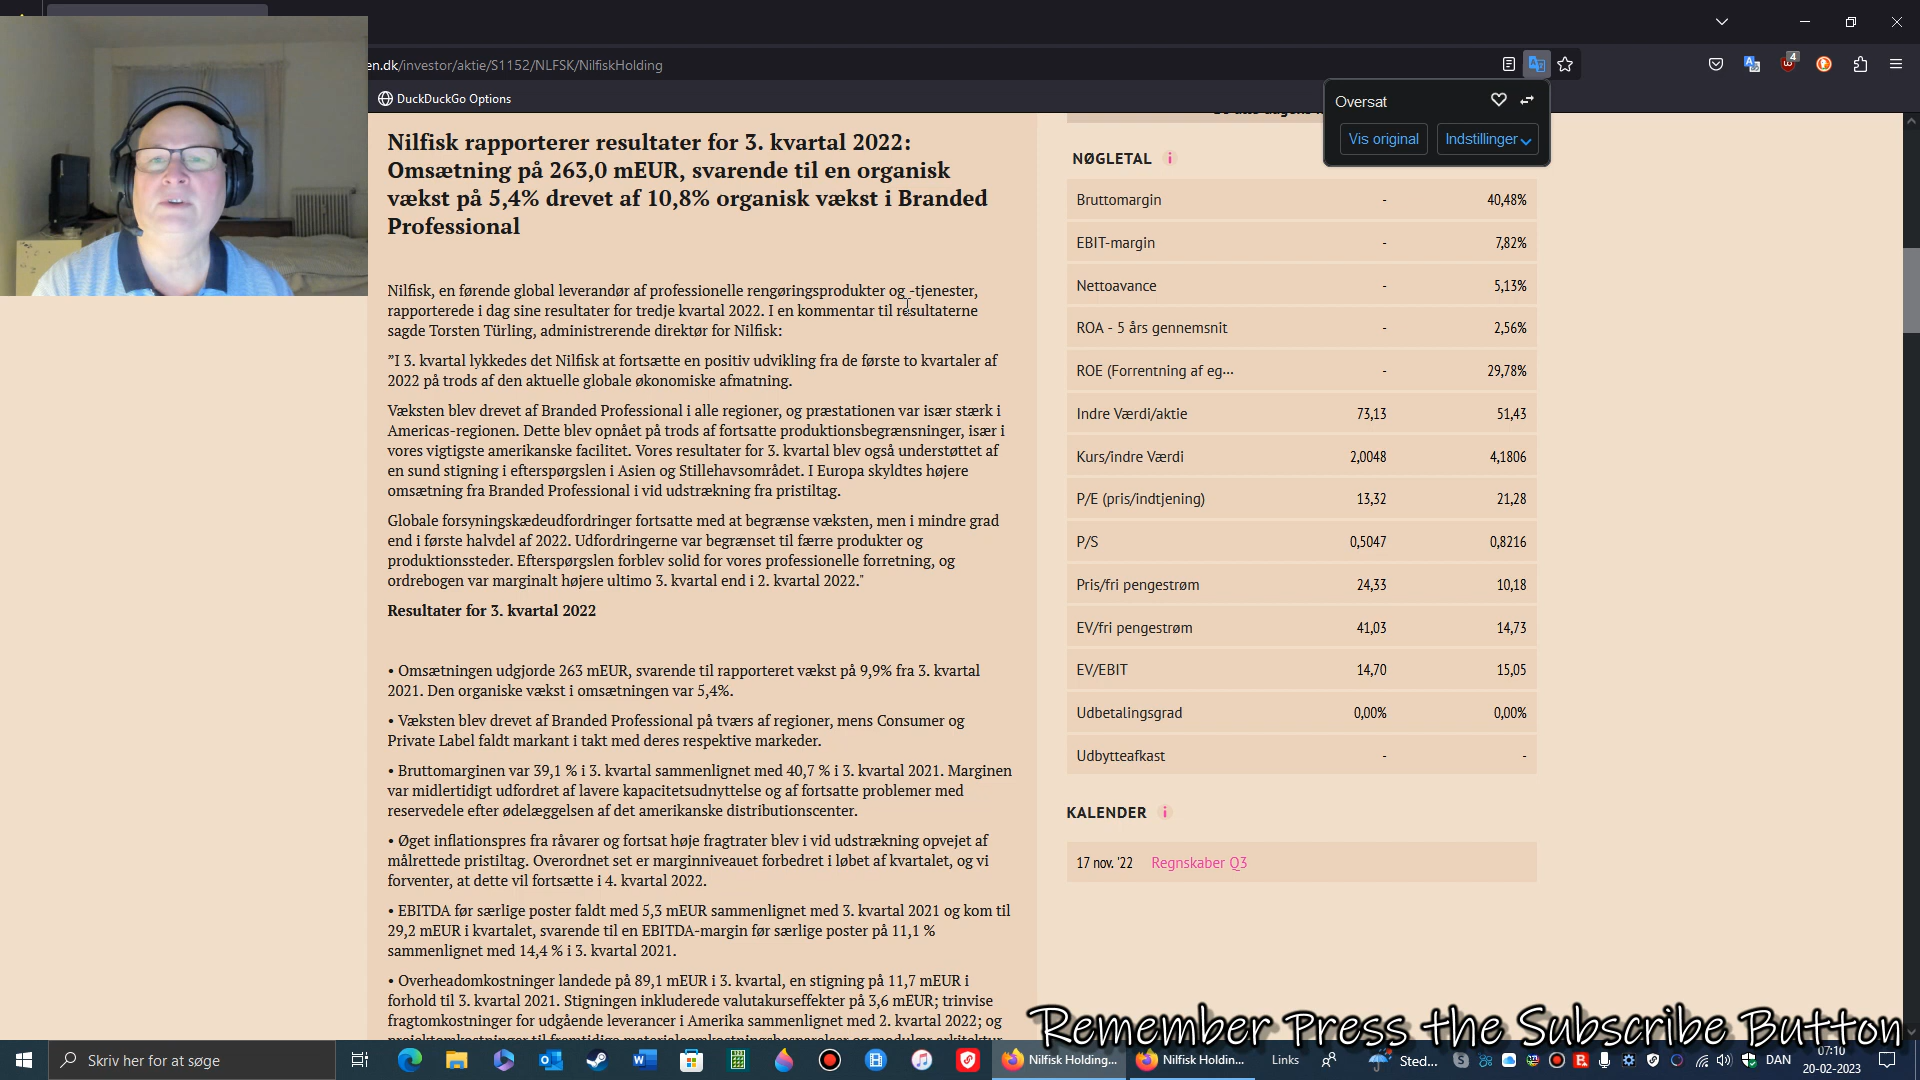 en.dk/investor/aktie/S1152/NLFSK/NilfiskHolding
4
DuckDuckGo Options
Oversat
Vis original
Indstillinger
Nilfisk rapporterer resultater for 3. kvartal 2022:
Omsætning på 263,0 mEUR, svarende til en organisk
vækst på 5,4% drevet af 10,8% organisk vækst i Branded
Professional
Nilfisk, en førende global leverandør af professionelle rengøringsprodukter og -tjenester,
rapporterede i dag sine resultater for tredje kvartal 2022. I en kommentar til resultaterne
sagde Torsten Türling, administrerende direktør for Nilfisk:
”I 3. kvartal lykkedes det Nilfisk at fortsætte en positiv udvikling fra de første to kvartaler af
2022 på trods af den aktuelle globale økonomiske afmatning.
Væksten blev drevet af Branded Professional i alle regioner, og præstationen var især stærk i
Americas-regionen. Dette blev opnået på trods af fortsatte produktionsbegrænsninger, især i
vores vigtigste amerikanske facilitet. Vores resultater for 3. kvartal blev også understøttet af
en sund stigning i efterspørgslen i Asien og Stillehavsområdet. I Europa skyldtes højere
omsætning fra Branded Professional i vid udstrækning fra pristiltag.
Globale forsyningskædeudfordringer fortsatte med at begrænse væksten, men i mindre grad
end i første halvdel af 2022. Udfordringerne var begrænset til færre produkter og
produktionssteder. Efterspørgslen forblev solid for vores professionelle forretning, og
ordrebogen var marginalt højere ultimo 3. kvartal end i 2. kvartal 2022."
Resultater for 3. kvartal 2022
• Omsætningen udgjorde 263 mEUR, svarende til rapporteret vækst på 9,9% fra 3. kvartal
2021. Den organiske vækst i omsætningen var 5,4%.
• Væksten blev drevet af Branded Professional på tværs af regioner, mens Consumer og
Private Label faldt markant i takt med deres respektive markeder.
• Bruttomarginen var 39,1 % i 3. kvartal sammenlignet med 40,7 % i 3. kvartal 2021. Marginen
var midlertidigt udfordret af lavere kapacitetsudnyttelse og af fortsatte problemer med
reservedele efter ødelæggelsen af det amerikanske distributionscenter.
• Øget inflationspres fra råvarer og fortsat høje fragtrater blev i vid udstrækning opvejet af
målrettede pristiltag. Overordnet set er marginniveauet forbedret i løbet af kvartalet, og vi
forventer, at dette vil fortsætte i 4. kvartal 2022.
• EBITDA før særlige poster faldt med 5,3 mEUR sammenlignet med 3. kvartal 2021 og kom til
29,2 mEUR i kvartalet, svarende til en EBITDA-margin før særlige poster på 11,1 %
sammenlignet med 14,4 % i 3. kvartal 2021.
• Overheadomkostninger landede på 89,1 mEUR i 3. kvartal, en stigning på 11,7 mEUR i
forhold til 3. kvartal 2021. Stigningen inkluderede valutakurseffekter på 3,6 mEUR; trinvise
fragtomkostninger for udgående leverancer i Amerika sammenlignet med 2. kvartal 2022; og
NØGLETAL i
Bruttomargin - 40,48%
EBIT-margin - 7,82%
Nettoavance - 5,13%
ROA - 5 års gennemsnit - 2,56%
ROE (Forrentning af eg... - 29,78%
Indre Værdi/aktie 73,13 51,43
Kurs/indre Værdi 2,0048 4,1806
P/E (pris/indtjening) 13,32 21,28
P/S 0,5047 0,8216
Pris/fri pengestrøm 24,33 10,18
EV/fri pengestrøm 41,03 14,73
EV/EBIT 14,70 15,05
Udbetalingsgrad 0,00% 0,00%
Udbytteafkast - -
KALENDER i
17 nov. '22 Regnskaber Q3
Remember Press the Subscribe Button
Skriv her for at søge
Nilfisk Holding...
Nilfisk Holdin...
Links
Sted...
DAN
07:10
20-02-2023